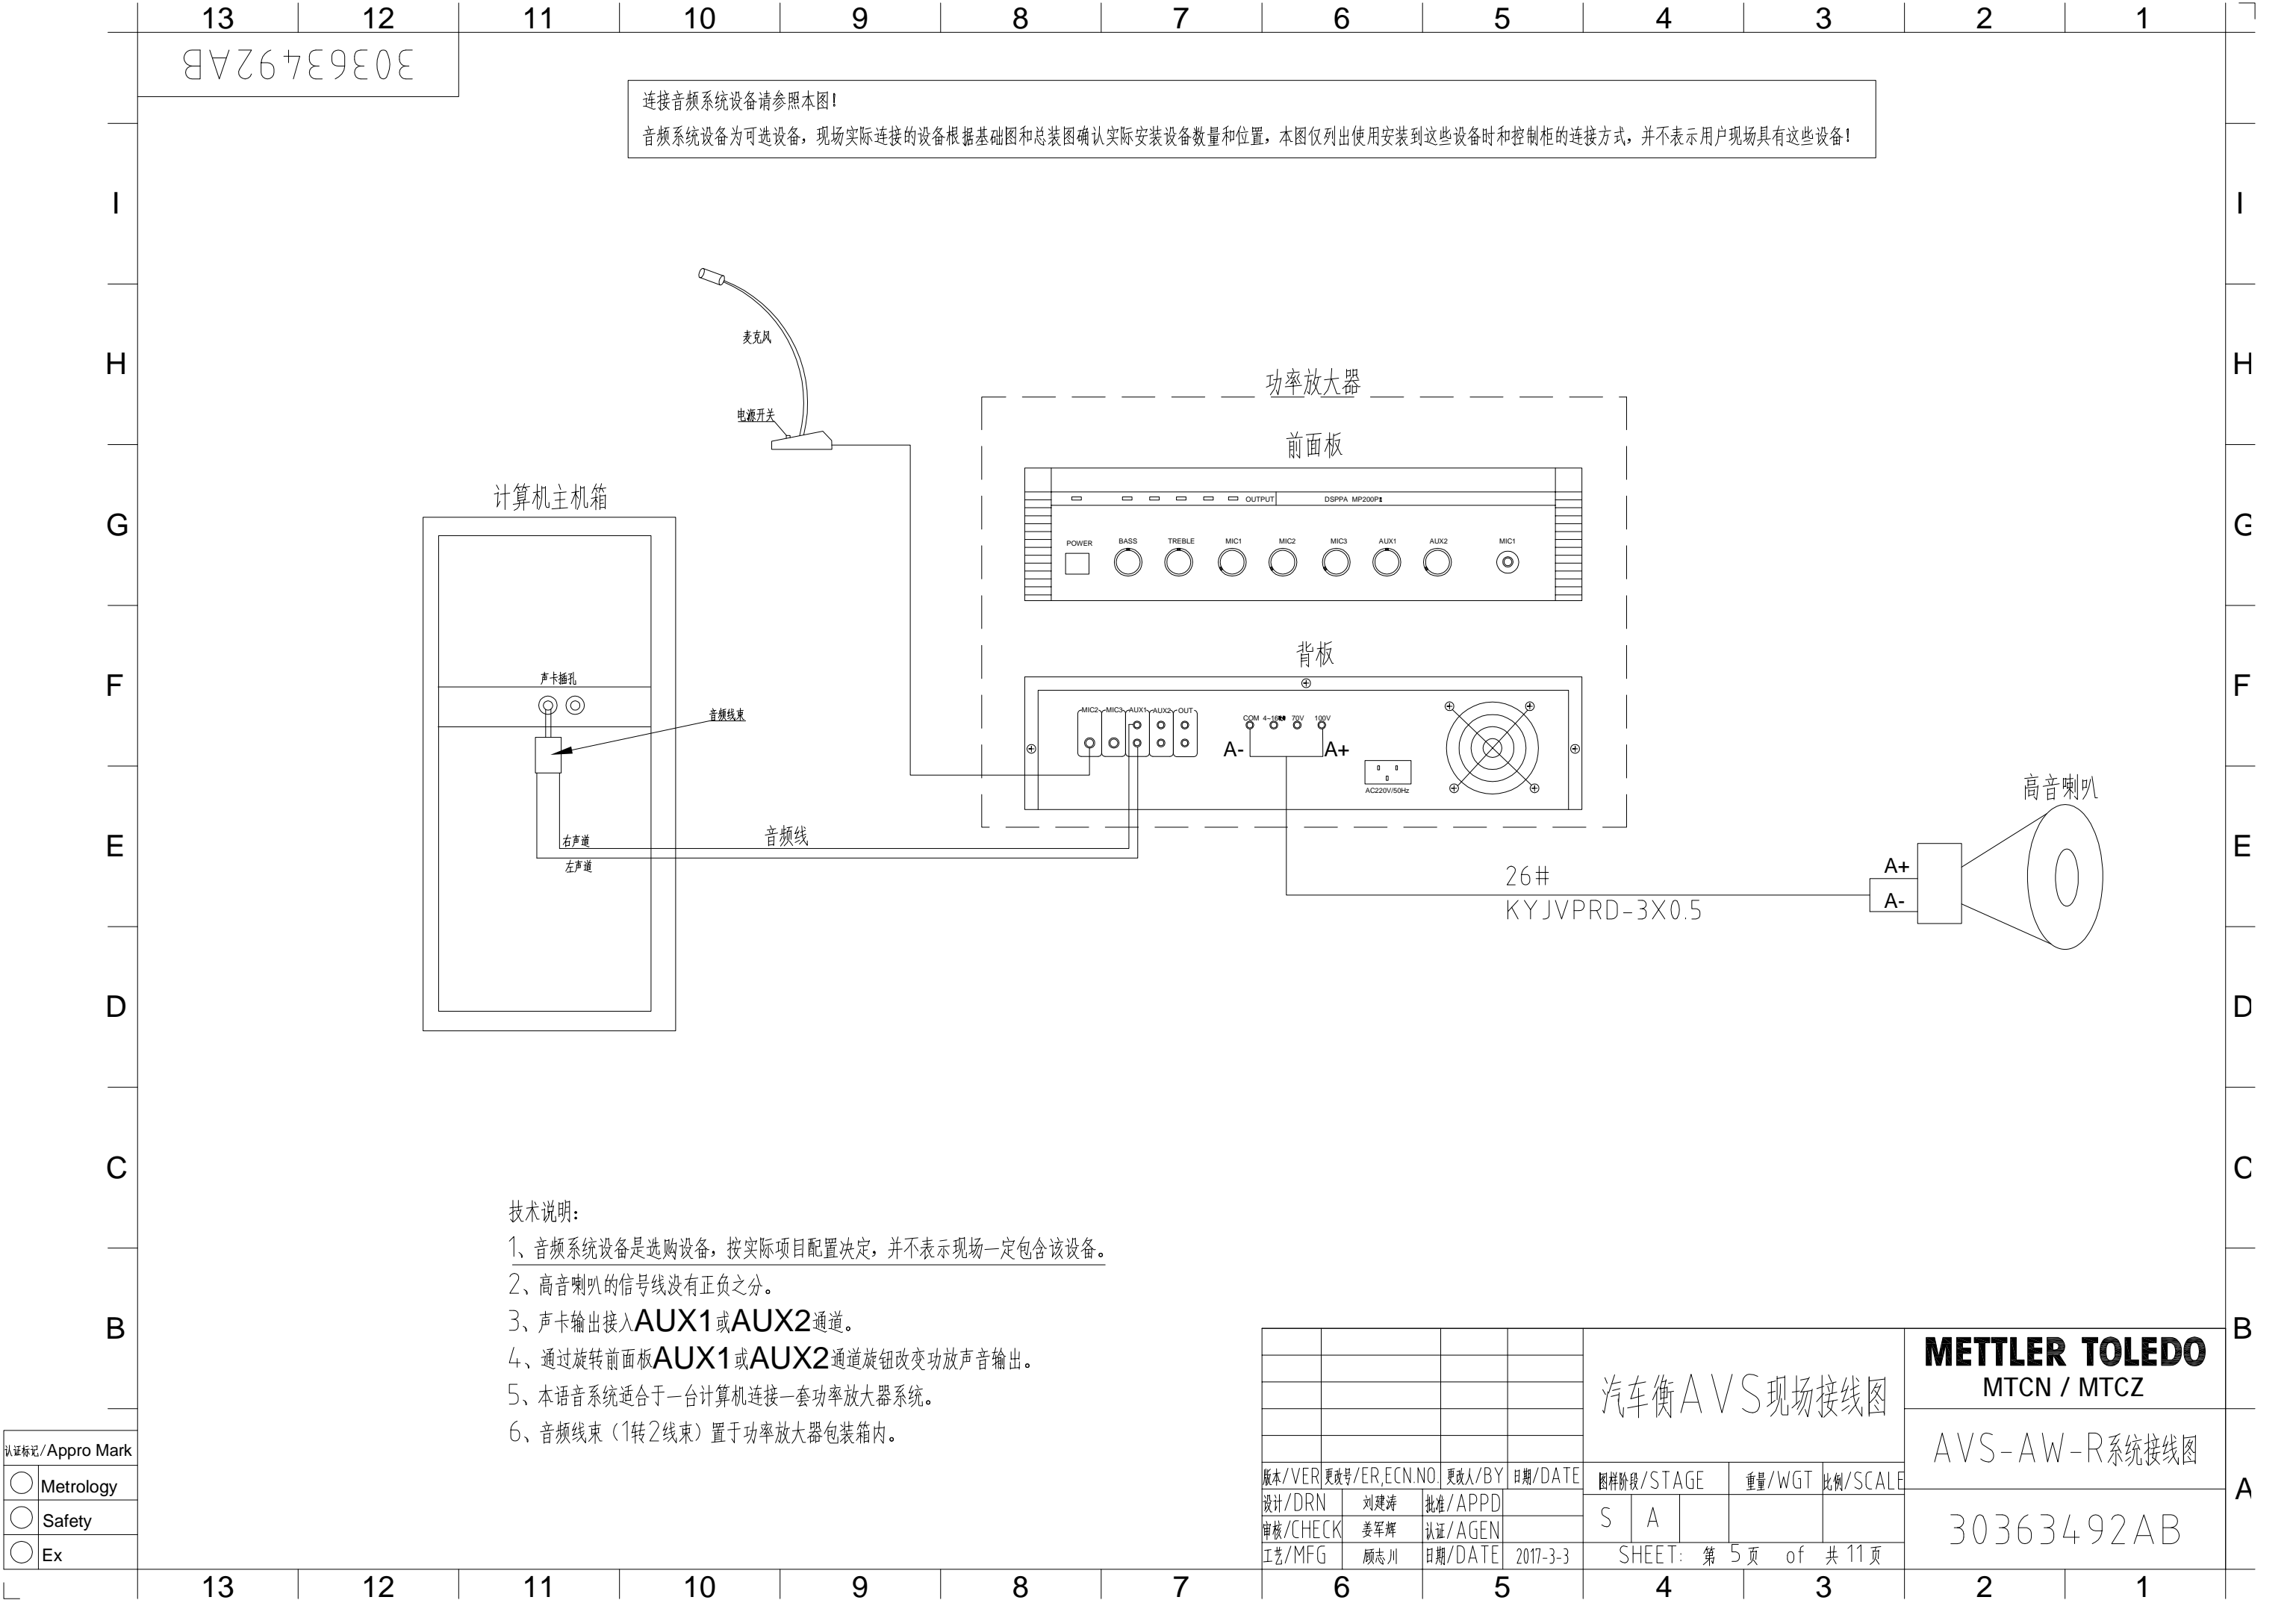 13 12 11 10 9 8 7 6 5 4 3 2 1
30363492AB
连接音频系统设备请参照本图!
音频系统设备为可选设备，现场实际连接的设备根据基础图和总装图确认实际安装设备数量和位置，本图仅列出使用安装到这些设备时和控制柜的连接方式，并不表示用户现场具有这些设备!
I I
H H
G G
F F
E E
D D
C C
B B
A
麦克风
电源开关
功率放大器
前面板
OUTPUT DSPPA MP200P
POWER BASS TREBLE MIC1 MIC2 MIC3 AUX1 AUX2 MIC1
计算机主机箱
声卡插孔
音频线束
右声道
左声道
音频线
背板
MIC2 MIC3 AUX1 AUX2 OUT
COM 70V 100V
A- A+
AC220V/50Hz
高音喇叭
A+
A-
26#
KYJVPRD-3X0.5
技术说明:
1、音频系统设备是选购设备，按实际项目配置决定，并不表示现场一定包含该设备。
2、高音喇叭的信号线没有正负之分。
3、声卡输出接入AUX1或AUX2通道。
4、通过旋转前面板AUX1或AUX2通道旋钮改变功放声音输出。
5、本语音系统适合于一台计算机连接一套功率放大器系统。
6、音频线束（1转2线束）置于功率放大器包装箱内。
认证标记/Appro Mark
Metrology
Safety
Ex
版本/VER 更改号/ER,ECN.NO. 更改人/BY 日期/DATE
设计/DRN 刘建涛 批准/APPD
审核/CHECK 姜军辉 认证/AGEN
工艺/MFG 顾志川 日期/DATE 2017-3-3
汽车衡AVS现场接线图
图样阶段/STAGE 重量/WGT 比例/SCALE
S A
SHEET: 第 5页 of 共 11页
METTLER TOLEDO
MTCN / MTCZ
AVS-AW-R系统接线图
30363492AB
13 12 11 10 9 8 7 6 5 4 3 2 1